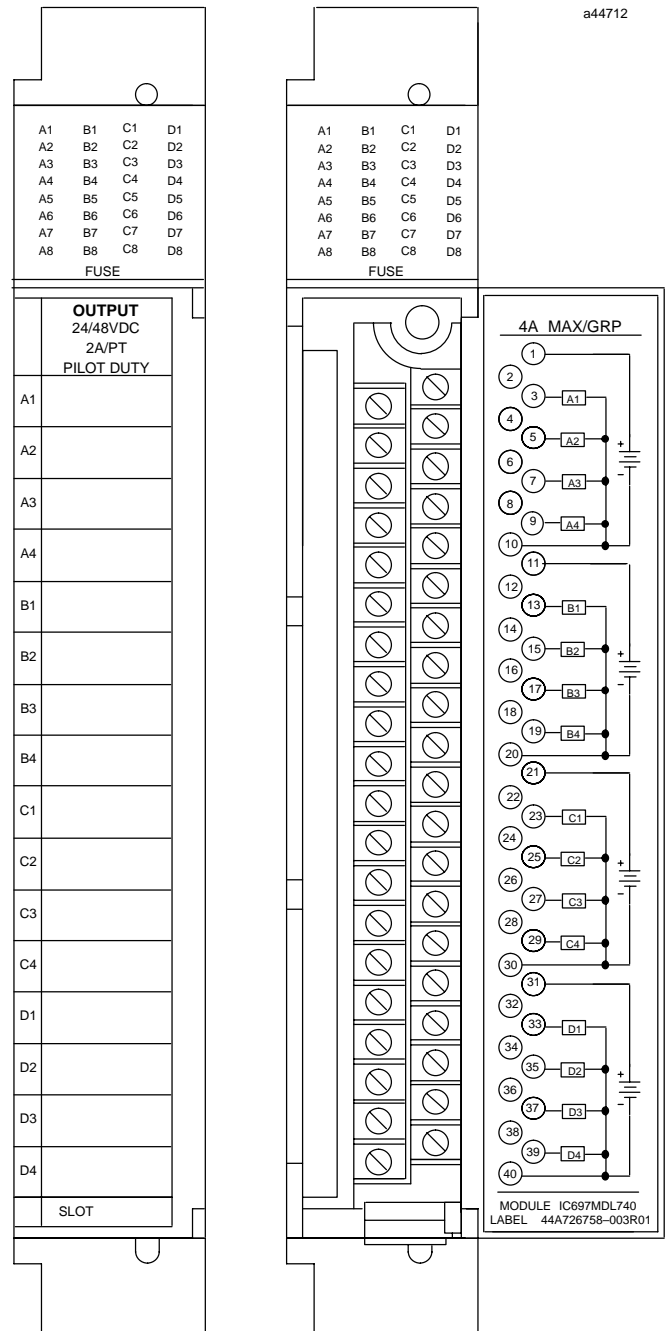 a44712
A1 B1 C1 D1
A2 B2 C2 D2
A3 B3 C3 D3
A4 B4 C4 D4
A5 B5 C5 D5
A6 B6 C6 D6
A7 B7 C7 D7
A8 B8 C8 D8
FUSE
OUTPUT
24/48VDC
2A/PT
PILOT DUTY
A1
A2
A3
A4
B1
B2
B3
B4
C1
C2
C3
C4
D1
D2
D3
D4
SLOT
A1 B1 C1 D1
A2 B2 C2 D2
A3 B3 C3 D3
A4 B4 C4 D4
A5 B5 C5 D5
A6 B6 C6 D6
A7 B7 C7 D7
A8 B8 C8 D8
FUSE
4A MAX/GRP
1
2
3 A1
4
5 A2 +
6
7 A3 –
8
9 A4
10
11
12
13 B1
14
15 B2 +
16
17 B3 –
18
19 B4
20
21
22
23 C1
24
25 C2 +
26
27 C3 –
28
29 C4
30
31
32
33 D1
34
35 D2 +
36
37 D3 –
38
39 D4
40
MODULE IC697MDL740
LABEL 44A726758–003R01